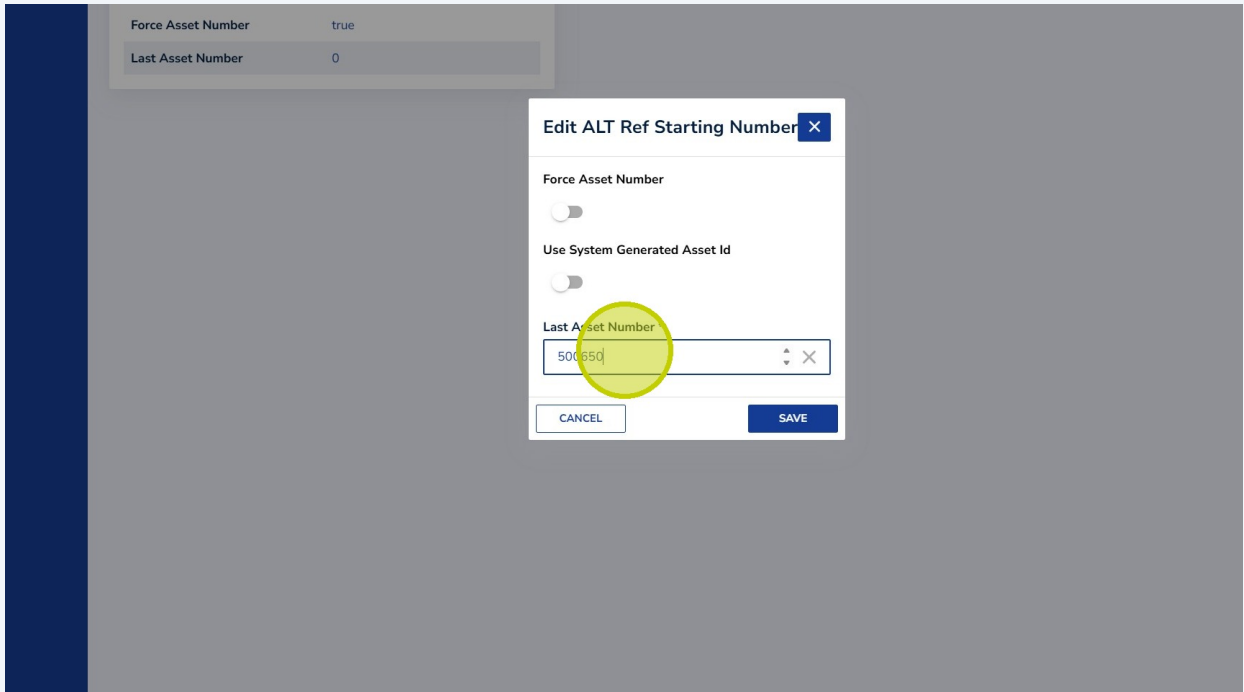 Force Asset Number true
Last Asset Number 0
Edit ALT Ref Starting Number
Force Asset Number
Use System Generated Asset Id
Last Asset Number *
500650
CANCEL SAVE